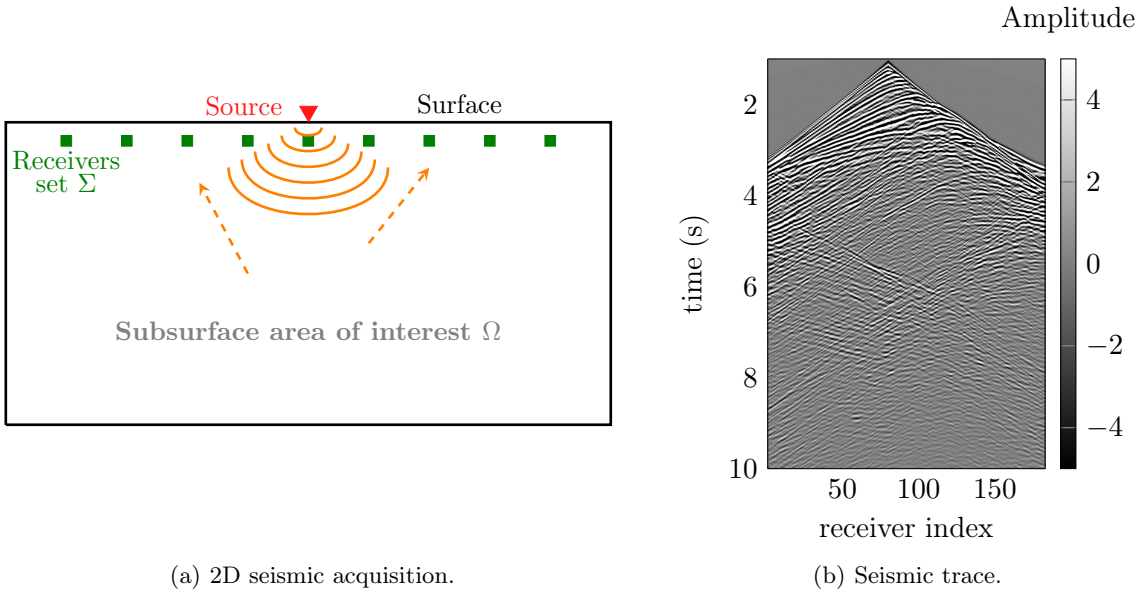 Source
Surface
Receivers
set Σ
Subsurface area of interest Ω
(a) 2D seismic acquisition.
Amplitude
2
4
6
8
10
time (s)
50 100 150
receiver index
4
2
0
−2
−4
(b) Seismic trace.